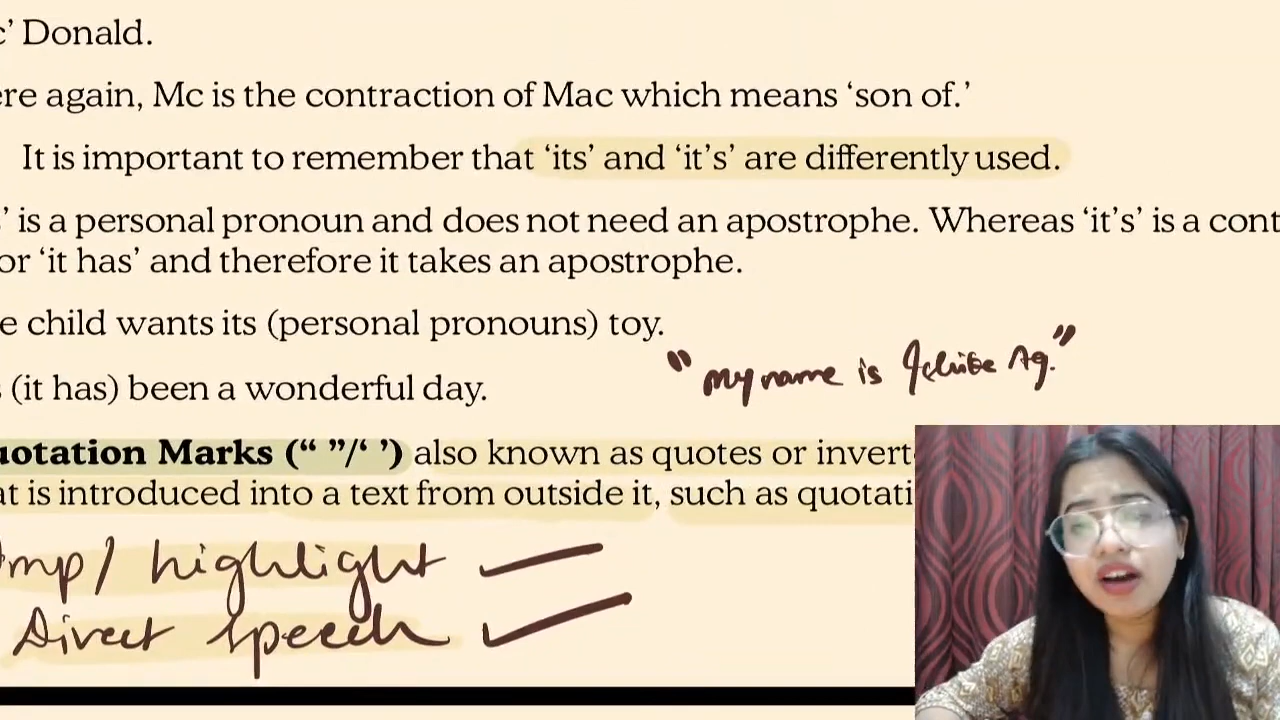 c’ Donald.
ere again, Mc is the contraction of Mac which means ‘son of.’
It is important to remember that ‘its’ and ‘it’s’ are differently used.
’ is a personal pronoun and does not need an apostrophe. Whereas ‘it’s’ is a cont
or ‘it has’ and therefore it takes an apostrophe.
e child wants its (personal pronouns) toy.
"My name is Ag."
s (it has) been a wonderful day.
uotation Marks (“ ”/‘ ’) also known as quotes or invert
at is introduced into a text from outside it, such as quotati
Imp/ highlight
Direct Speech